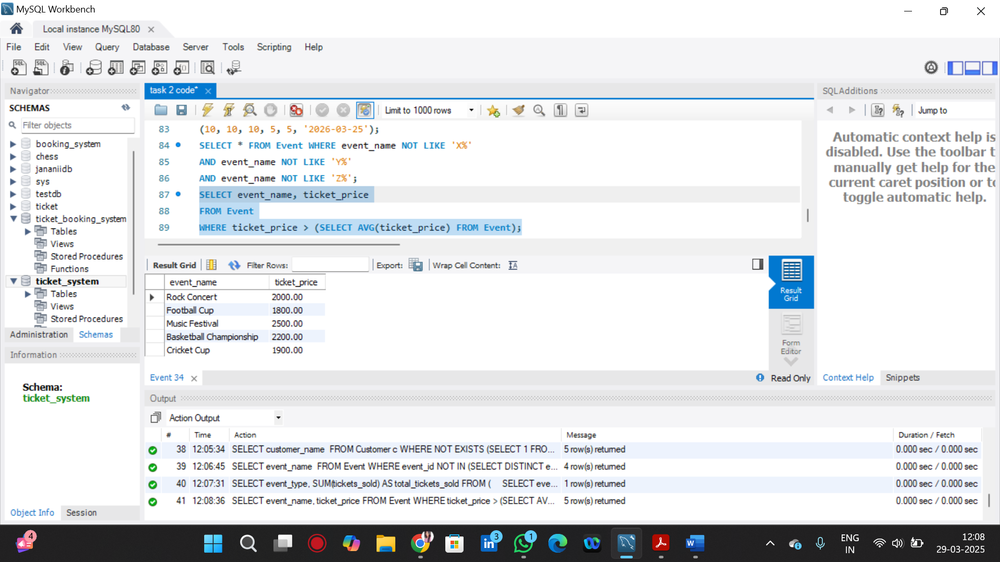 MySQL Workbench
Local instance MySQL80
File Edit View Query Database Server Tools Scripting Help
Navigator
SCHEMAS
Filter objects
booking_system
chess
jananiidb
sys
testdb
ticket
ticket_booking_system
Tables
Views
Stored Procedures
Functions
ticket_system
Tables
Views
Stored Procedures
Administration Schemas
Information
Schema:
ticket_system
Object Info Session
task 2 code*
Limit to 1000 rows
83 (10, 10, 10, 5, 5, '2026-03-25');
84 SELECT * FROM Event WHERE event_name NOT LIKE 'X%'
85 AND event_name NOT LIKE 'Y%'
86 AND event_name NOT LIKE 'Z%';
87 SELECT event_name, ticket_price
88 FROM Event
89 WHERE ticket_price > (SELECT AVG(ticket_price) FROM Event);
Result Grid Filter Rows: Export: Wrap Cell Content:
event_name ticket_price
Rock Concert 2000.00
Football Cup 1800.00
Music Festival 2500.00
Basketball Championship 2200.00
Cricket Cup 1900.00
Result
Grid
Form
Editor
Event 34
Read Only
SQLAdditions
Jump to
Automatic context help is
disabled. Use the toolbar t
manually get help for the
current caret position or to
toggle automatic help.
Context Help Snippets
Output
Action Output
# Time Action Message Duration / Fetch
38 12:05:34 SELECT customer_name FROM Customer c WHERE NOT EXISTS (SELECT 1 FRO... 5 row(s) returned 0.000 sec / 0.000 sec
39 12:06:45 SELECT event_name FROM Event WHERE event_id NOT IN (SELECT DISTINCT e... 4 row(s) returned 0.000 sec / 0.000 sec
40 12:07:31 SELECT event_type, SUM(tickets_sold) AS total_tickets_sold FROM ( SELECT eve... 1 row(s) returned 0.000 sec / 0.000 sec
41 12:08:36 SELECT event_name, ticket_price FROM Event WHERE ticket_price > (SELECT AV... 5 row(s) returned 0.000 sec / 0.000 sec
4
3
1
ENG
IN
12:08
29-03-2025